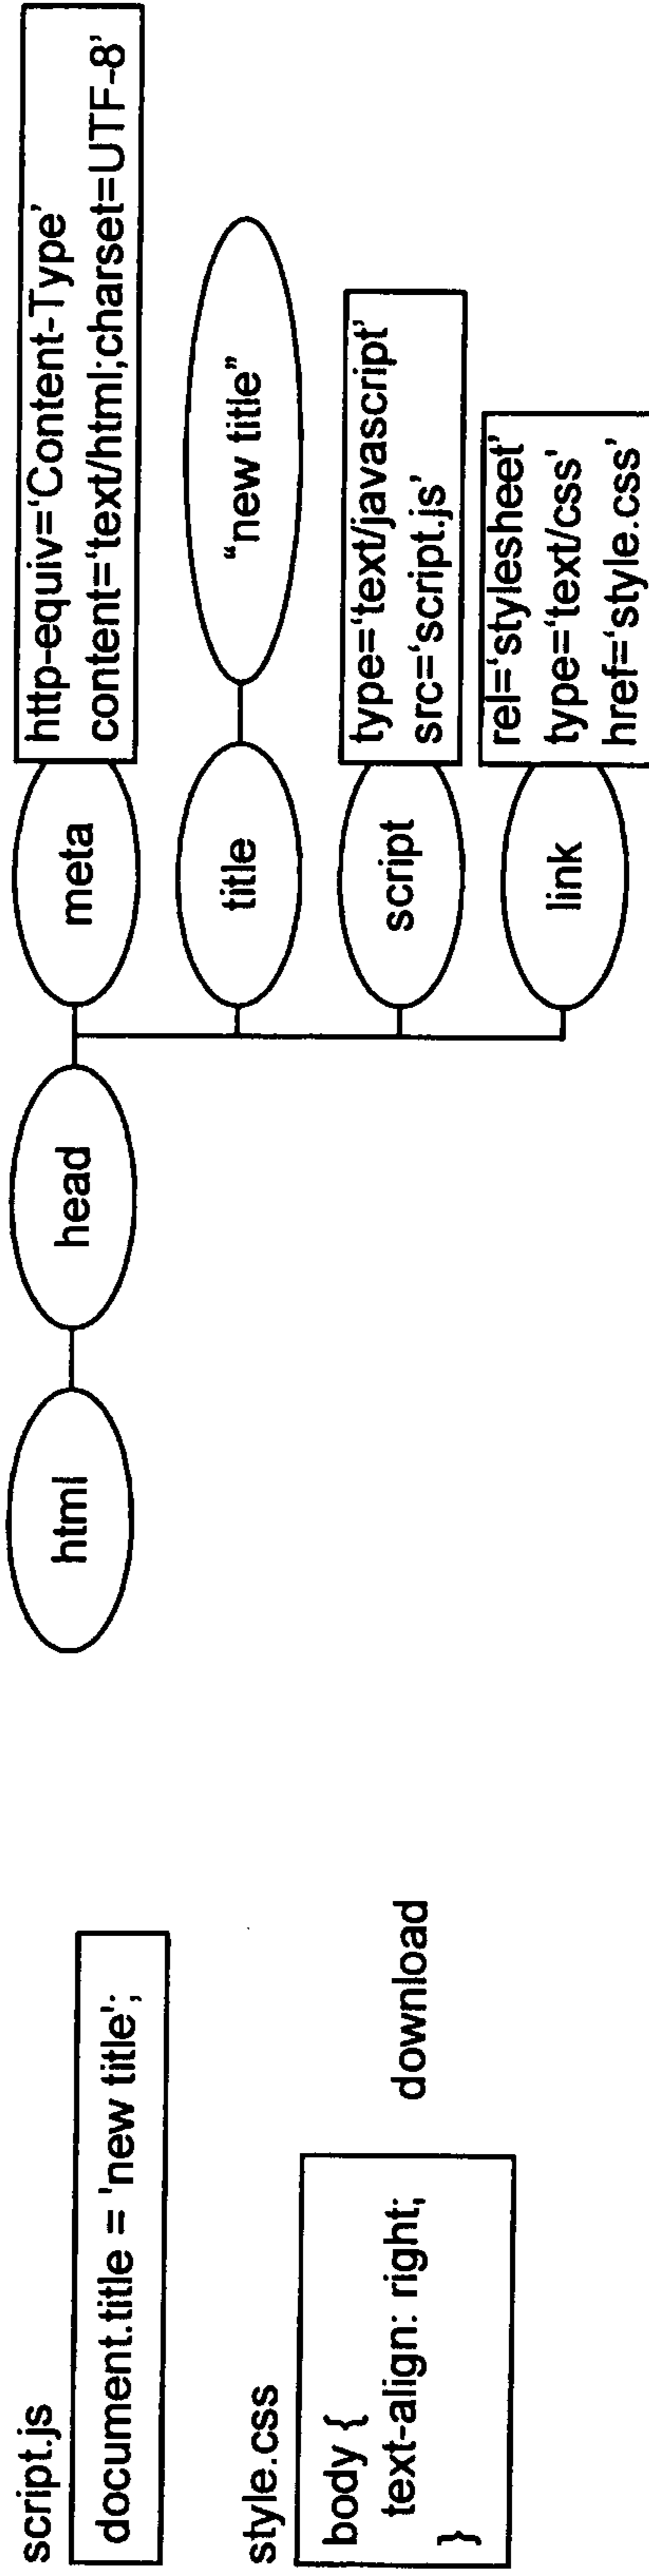 script.js
document.title = 'new title';
style.css
body {
text-align: right;
}
download
html
head
meta
http-equiv=‘Content-Type’
content=‘text/html;charset=UTF-8’
title
“new title”
script
type=‘text/javascript’
src=‘script.js’
link
rel=‘stylesheet’
type=‘text/css’
href=‘style.css’